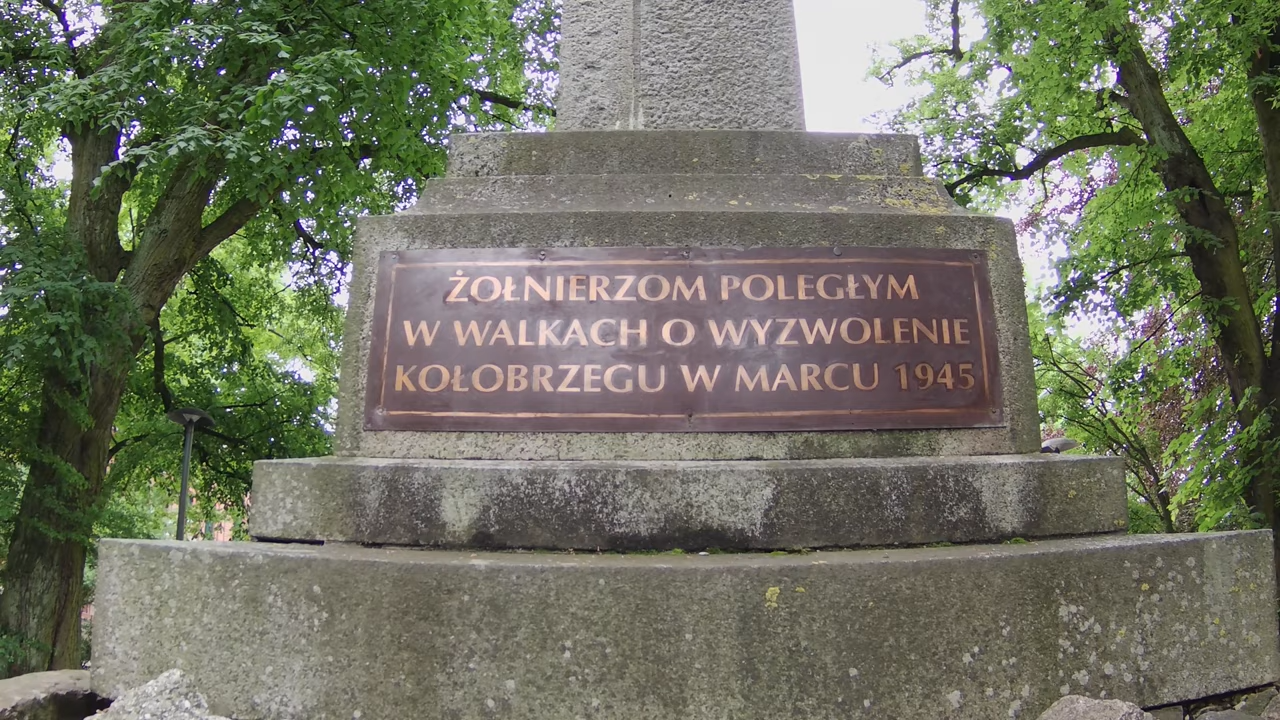 ŻOŁNIERZOM POLEGŁYM
W WALKACH O WYZWOLENIE
KOŁOBRZEGU W MARCU 1945